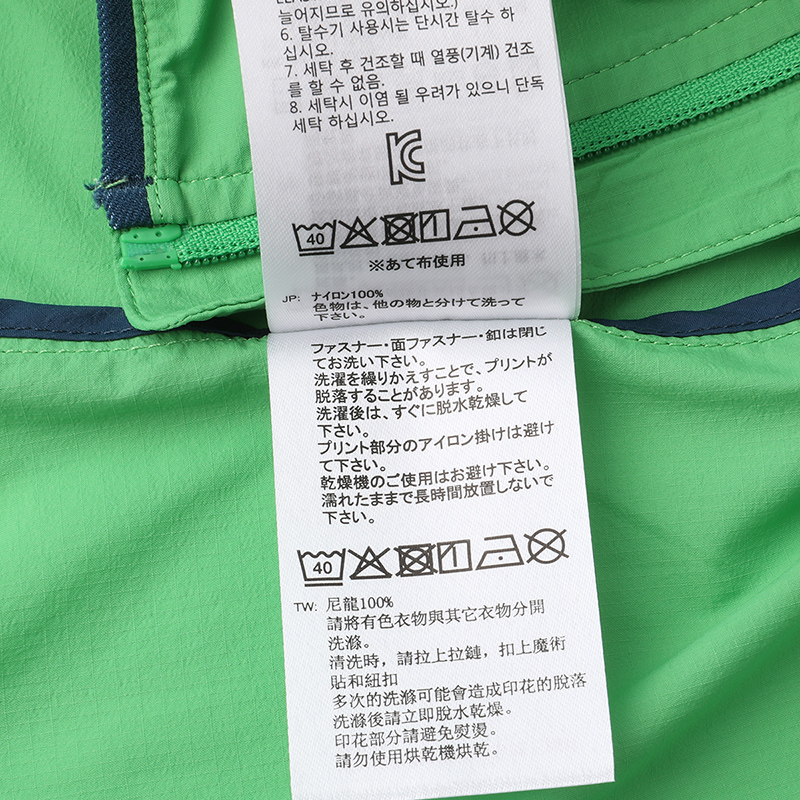 늘어지므로 유의하십시오.)
6. 탈수기 사용시는 단시간 탈수 하
십시오.
7. 세탁 후 건조할 때 열풍(기계) 건조
를 할 수 없음.
8. 세탁시 이염 될 우려가 있으니 단독
세탁 하십시오.
40
※あて布使用
JP: ナイロン100%
色物は、他の物と分けて洗って
下さい。
ファスナー・面ファスナー・釦は閉じ
てお洗い下さい。
洗濯を繰りかえすことで、プリントが
脱落することがあります。
洗濯後は、すぐに脱水乾燥して
下さい。
プリント部分のアイロン掛けは避け
て下さい。
乾燥機のご使用はお避け下さい。
濡れたままで長時間放置しないで
下さい。
40
TW: 尼龍100%
請將有色衣物與其它衣物分開
洗滌。
清洗時，請拉上拉鏈，扣上魔術
貼和紐扣
多次的洗滌可能會造成印花的脫落
洗滌後請立即脫水乾燥。
印花部分請避免熨燙。
請勿使用烘乾機烘乾。